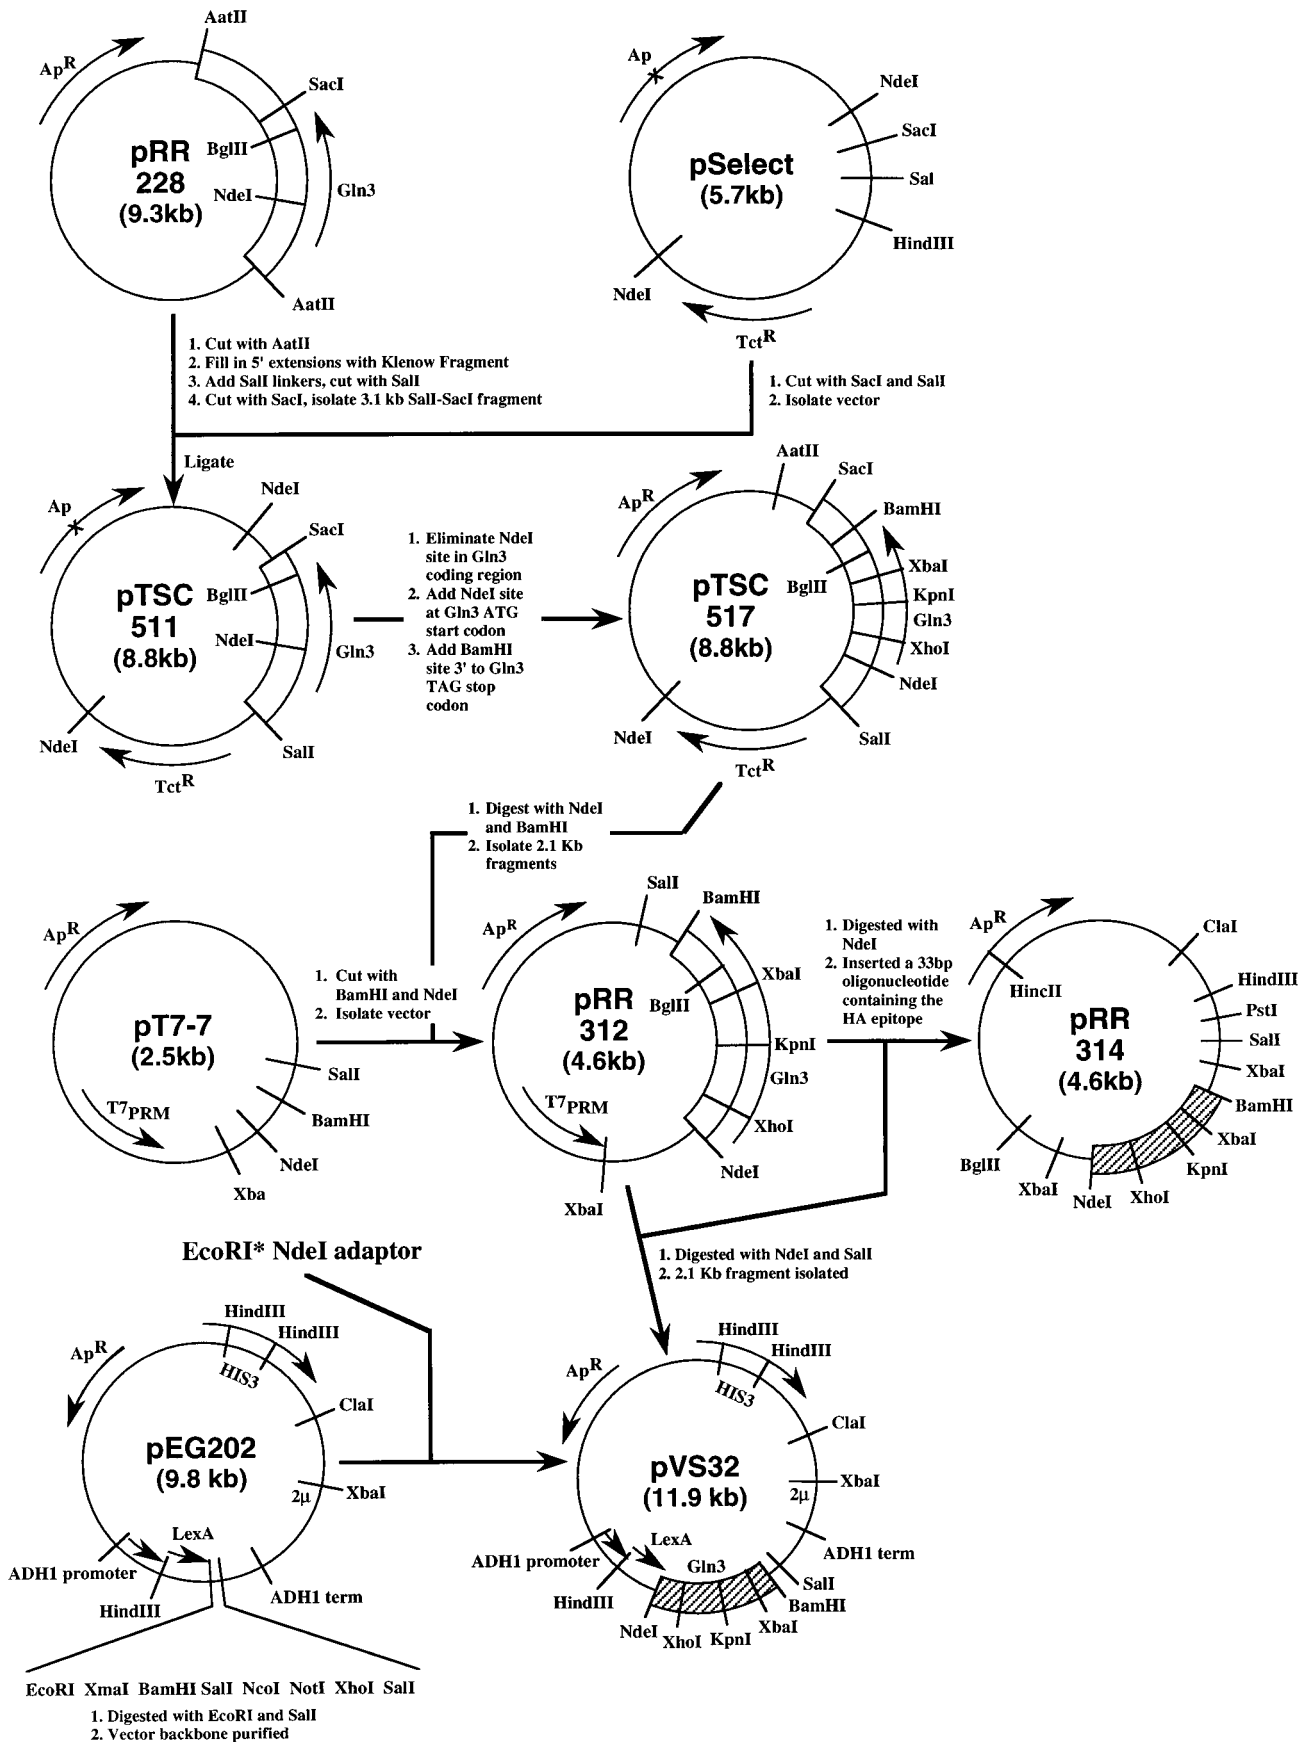 AatII
ApR
SacI
pRR
228
(9.3kb)
BglII
NdeI
Gln3
AatII
Ap
NdeI
SacI
pSelect
(5.7kb)
Sal
HindIII
NdeI
TctR
1. Cut with AatII
2. Fill in 5' extensions with Klenow Fragment
3. Add SalI linkers, cut with SalI
4. Cut with SacI, isolate 3.1 kb SalI-SacI fragment
1. Cut with SacI and SalI
2. Isolate vector
Ligate
Ap
NdeI
SacI
pTSC
511
(8.8kb)
BglII
NdeI
Gln3
NdeI
SalI
TctR
1. Eliminate NdeI
site in Gln3
coding region
2. Add NdeI site
at Gln3 ATG
start codon
3. Add BamHI
site 3' to Gln3
TAG stop
codon
AatII
SacI
ApR
BamHI
pTSC
517
(8.8kb)
BglII
XbaI
KpnI
Gln3
XhoI
NdeI
NdeI
SalI
TctR
1. Digest with NdeI
and BamHI
2. Isolate 2.1 Kb
fragments
ApR
pT7-7
(2.5kb)
SalI
BamHI
T7PRM
NdeI
Xba
1. Cut with
BamHI and NdeI
2. Isolate vector
SalI
BamHI
ApR
XbaI
BglII
pRR
312
(4.6kb)
KpnI
Gln3
T7PRM
XhoI
NdeI
XbaI
1. Digested with
NdeI
2. Inserted a 33bp
oligonucleotide
containing the
HA epitope
ApR
ClaI
HincII
HindIII
PstI
pRR
314
(4.6kb)
SalI
XbaI
BamHI
XbaI
KpnI
BglII
XbaI
NdeI
XhoI
EcoRI* NdeI adaptor
1. Digested with NdeI and SalI
2. 2.1 Kb fragment isolated
HindIII
HindIII
ApR
HIS3
ClaI
pEG202
(9.8 kb)
2μ
XbaI
LexA
ADH1 promoter
HindIII
ADH1 term
EcoRI XmaI BamHI SalI NcoI NotI XhoI SalI
1. Digested with EcoRI and SalI
2. Vector backbone purified
HindIII
HindIII
ApR
HIS3
ClaI
pVS32
(11.9 kb)
XbaI
2μ
LexA
ADH1 promoter
ADH1 term
Gln3
SalI
HindIII
BamHI
NdeI
XhoI
KpnI
XbaI